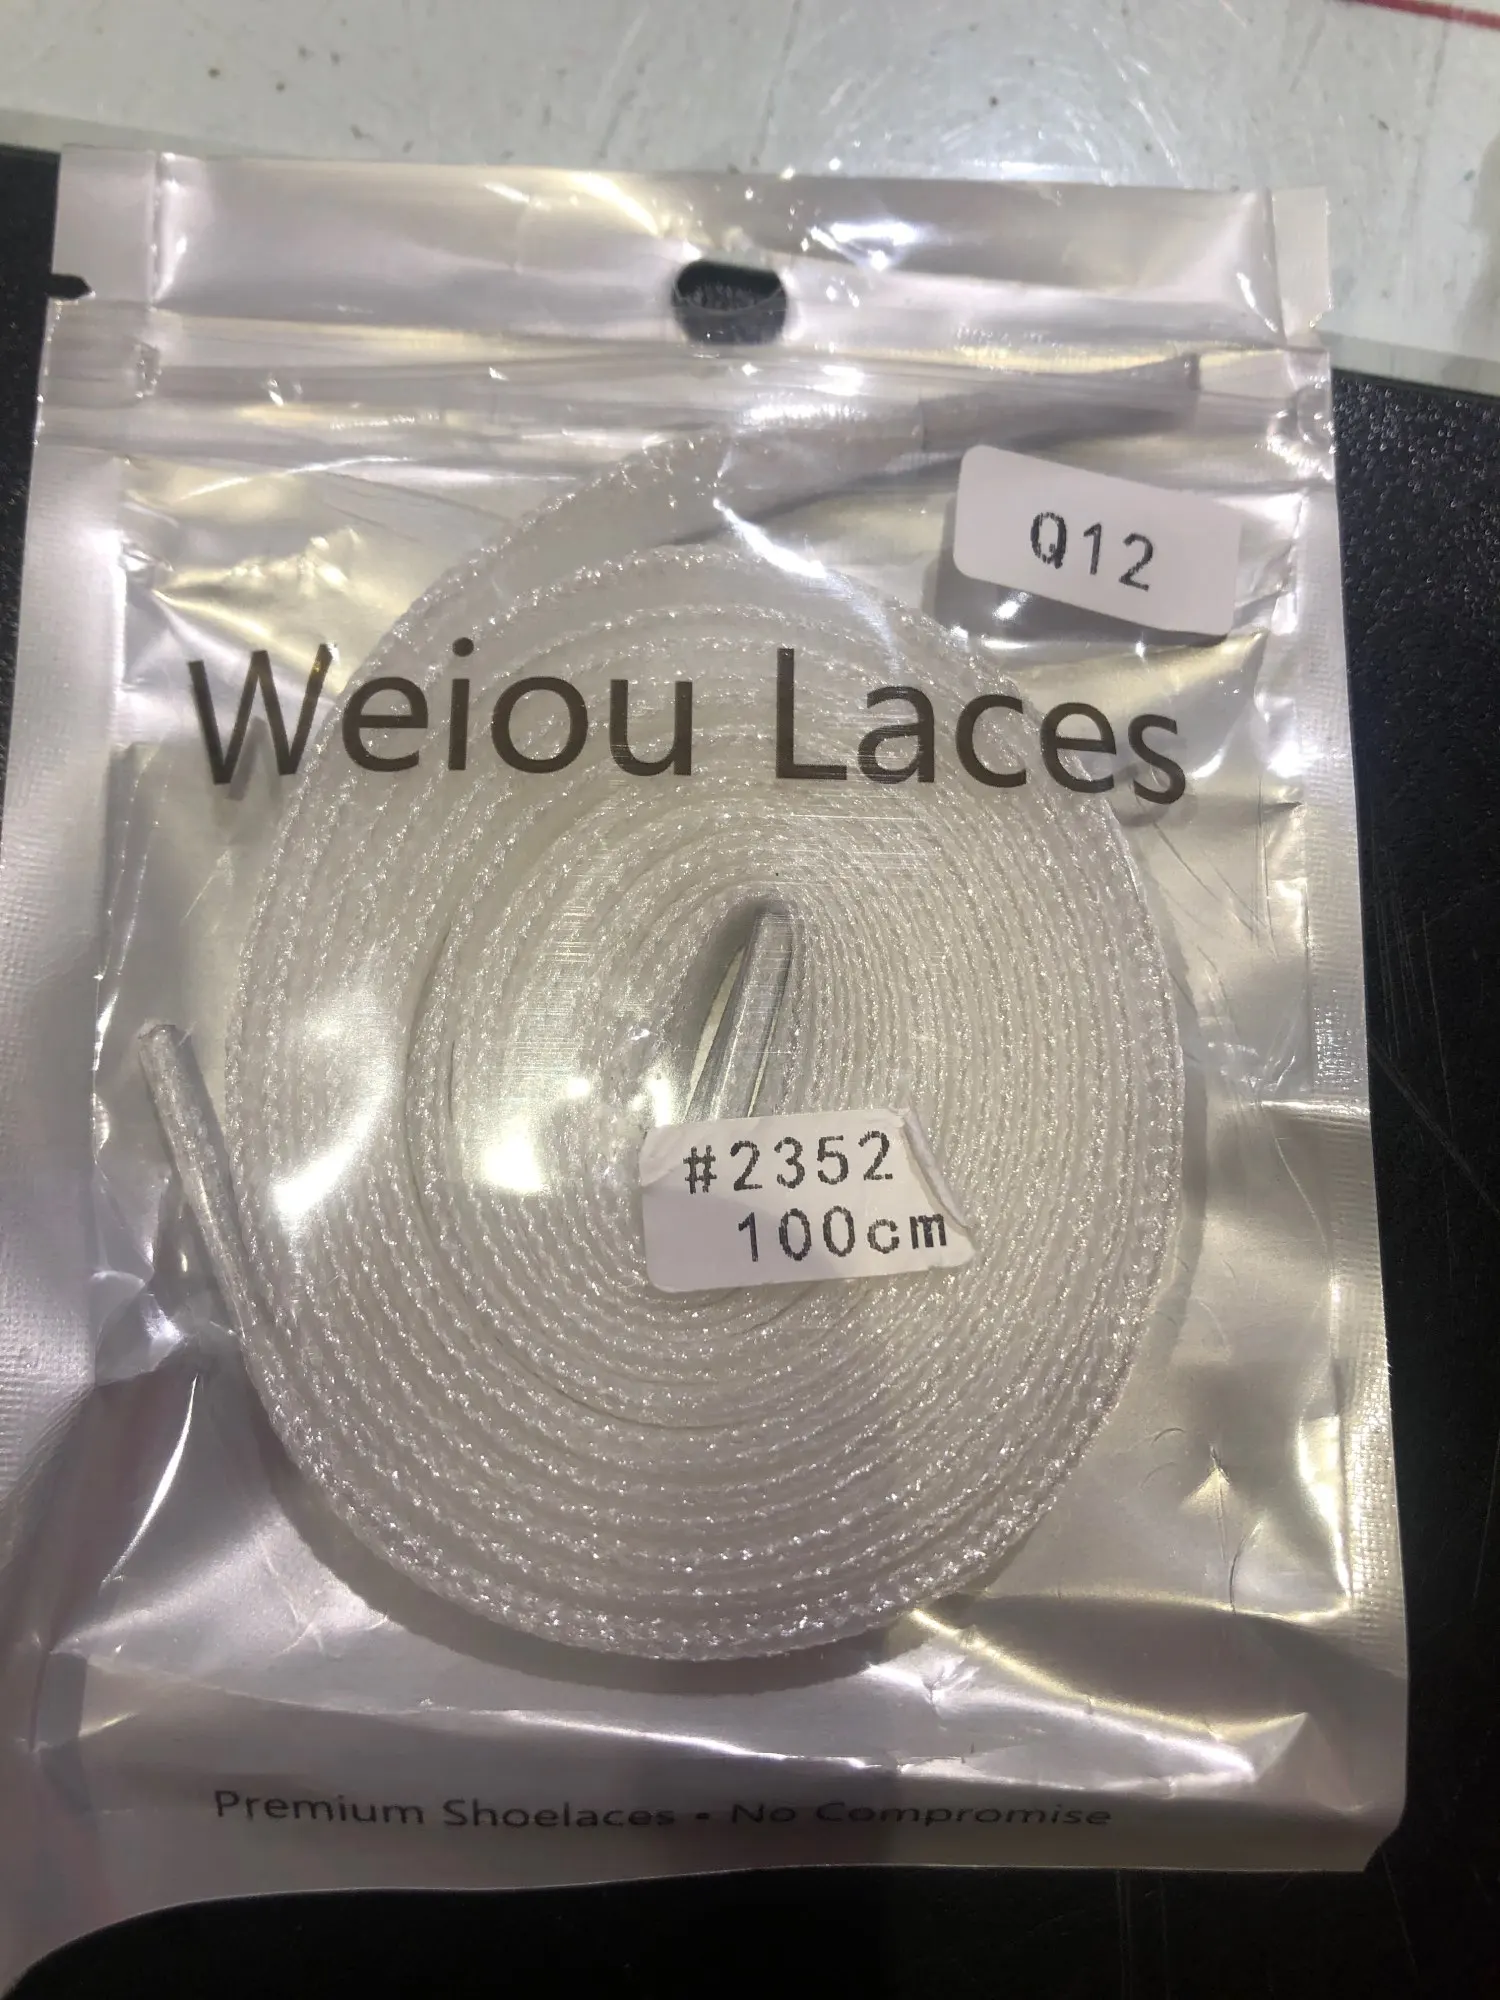 Q12
Weiou Laces
#2352
100cm
Premium Shoelaces • No Compromise